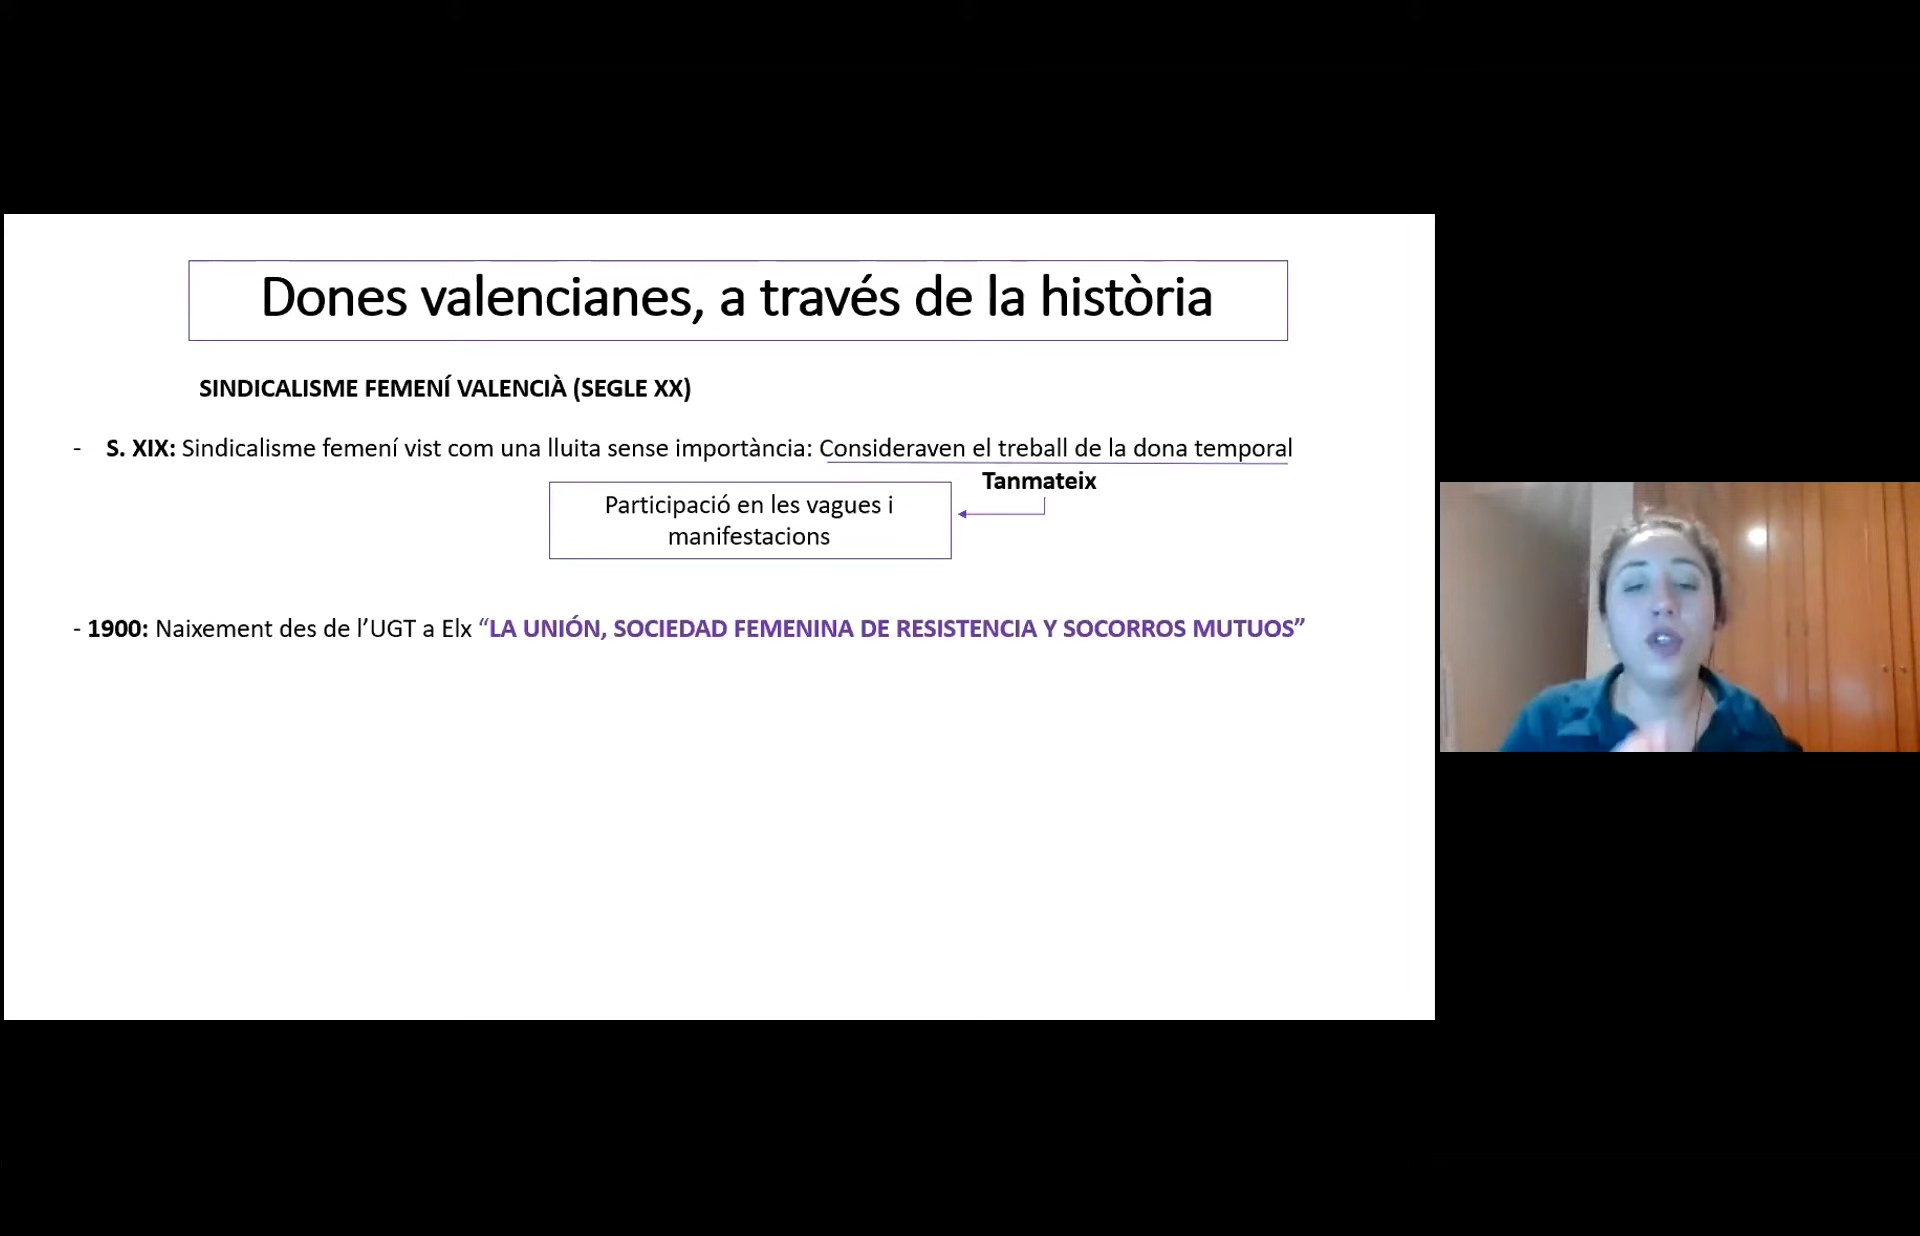 Dones valencianes, a través de la història
SINDICALISME FEMENÍ VALENCIÀ (SEGLE XX)
- S. XIX: Sindicalisme femení vist com una lluita sense importància: Consideraven el treball de la dona temporal
Tanmateix
Participació en les vagues i
manifestacions
- 1900: Naixement des de l’UGT a Elx “LA UNIÓN, SOCIEDAD FEMENINA DE RESISTENCIA Y SOCORROS MUTUOS”